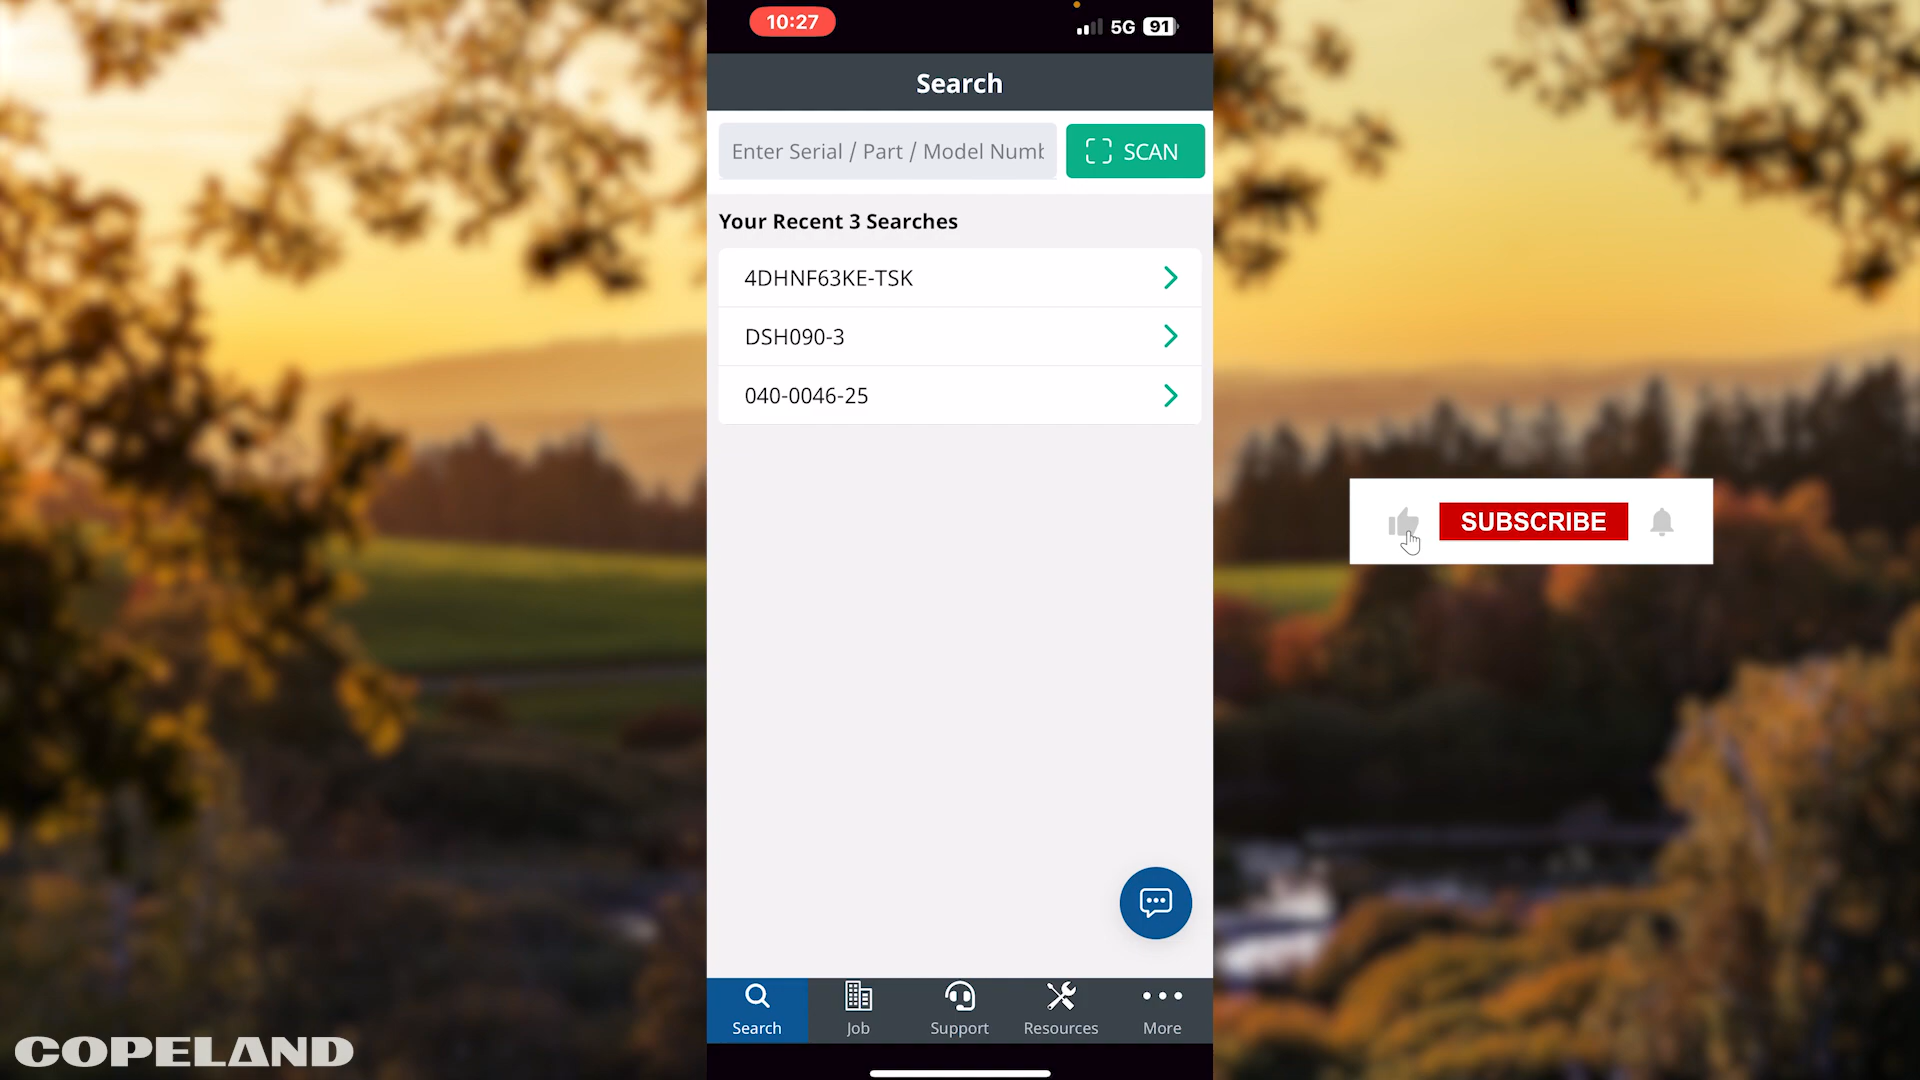 10:27
5G 91
Search
Enter Serial / Part / Model Numb
SCAN
Your Recent 3 Searches
4DHNF63KE-TSK
DSH090-3
040-0046-25
SUBSCRIBE
Search
Job
Support
Resources
More
COPELAND